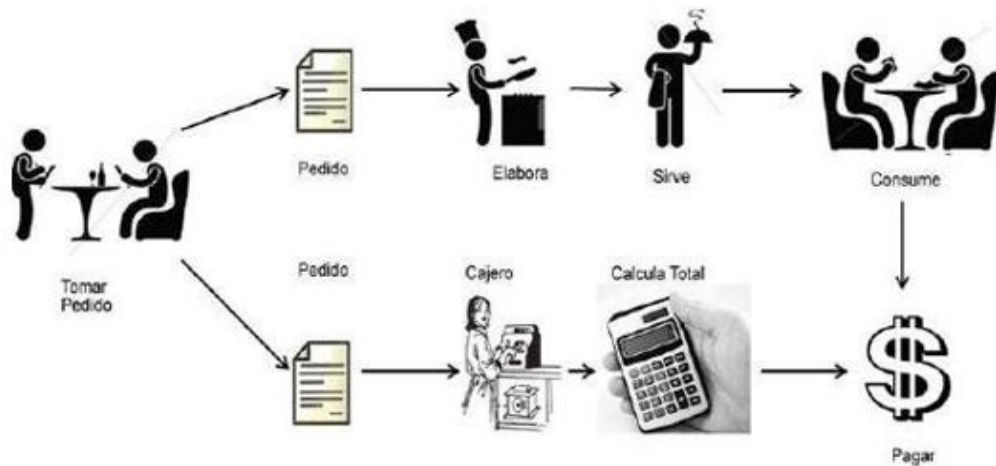 Pedido
Elabora
Sirve
Consume
Tomar
Pedido
Pedido
Cajero
Calcula Total
$
Pagar